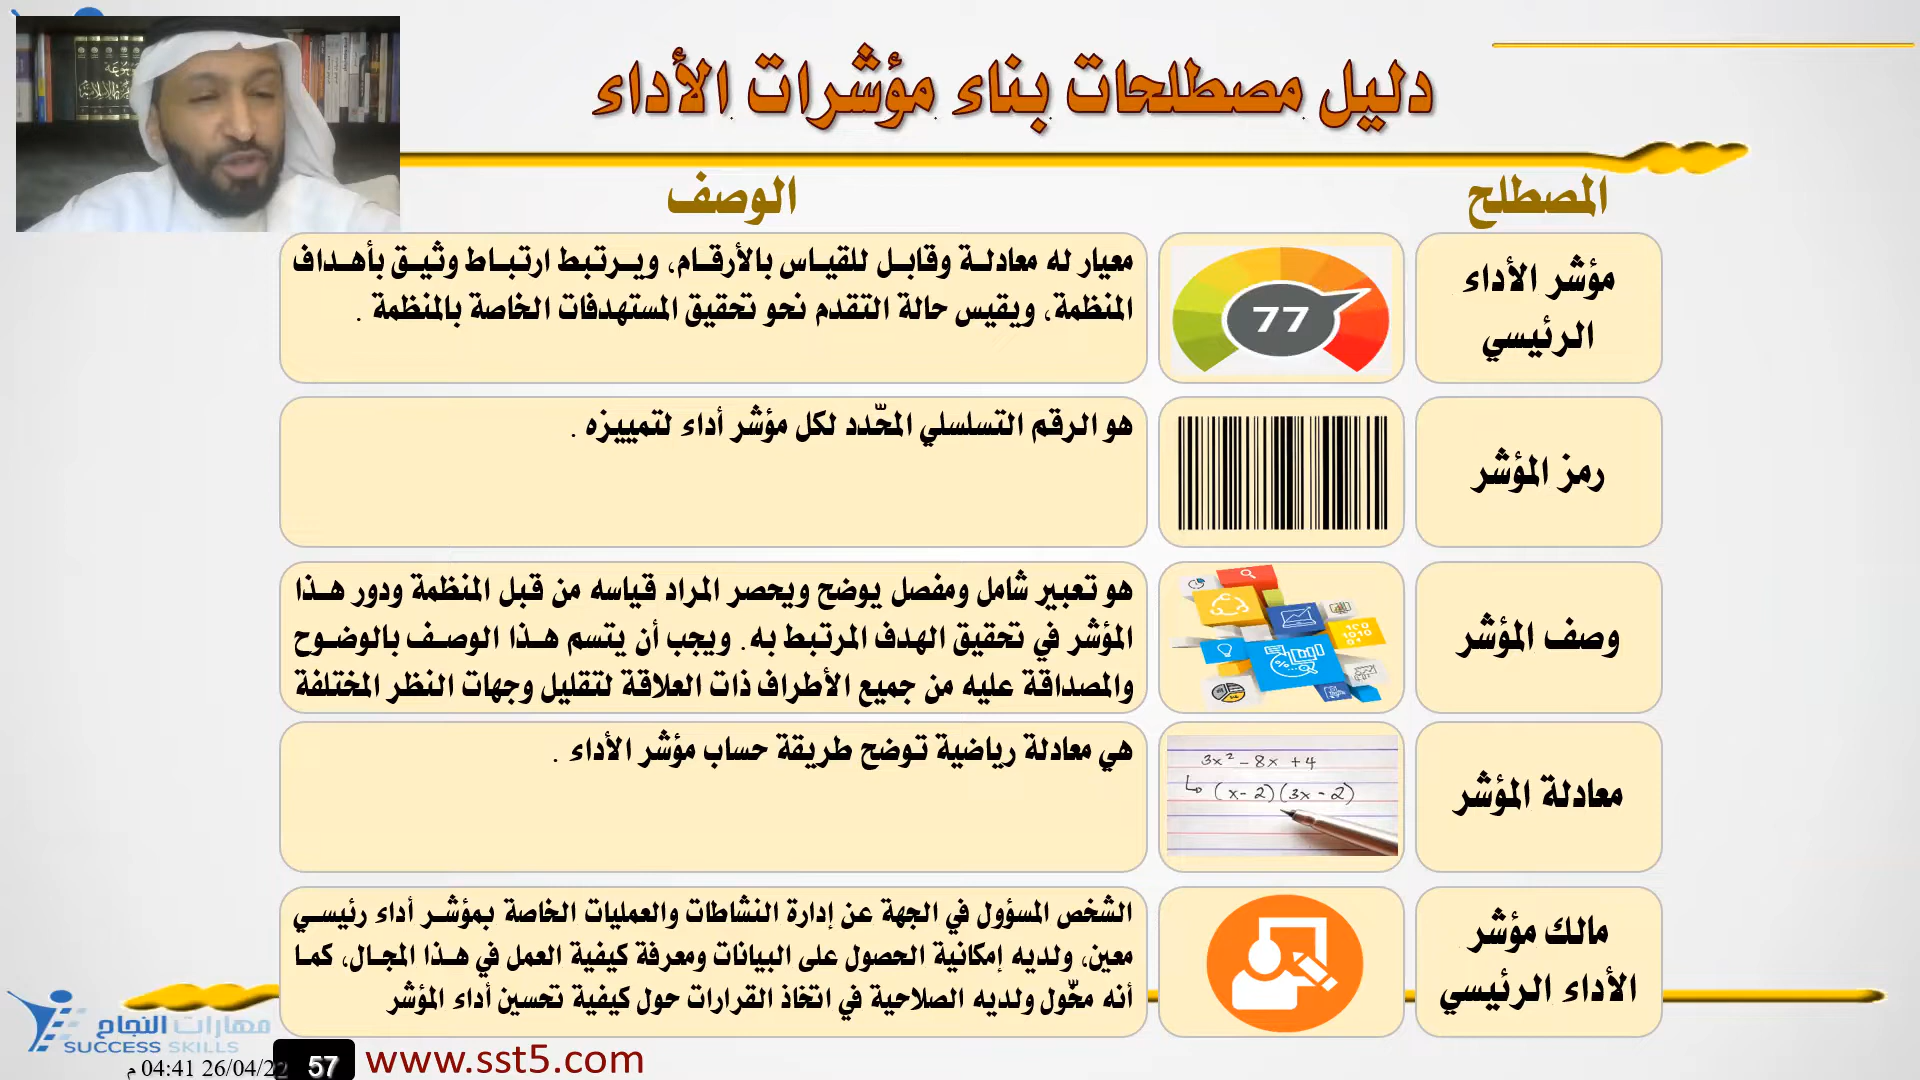 دليل مصطلحات بناء مؤشرات الأداء
المصطلح
الوصف
مؤشر الأداء
الرئيسي
77
معيار له معادلة وقابل للقياس بالأرقام، ويرتبط ارتباط وثيق بأهداف
المنظمة، ويقيس حالة التقدم نحو تحقيق المستهدفات الخاصة بالمنظمة .
رمز المؤشر
هو الرقم التسلسلي المحّدد لكل مؤشر أداء لتمييزه .
وصف المؤشر
هو تعبير شامل ومفصل يوضح ويحصر المراد قياسه من قبل المنظمة ودور هذا
المؤشر في تحقيق الهدف المرتبط به. ويجب أن يتسم هذا الوصف بالوضوح
والمصداقة عليه من جميع الأطراف ذات العلاقة لتقليل وجهات النظر المختلفة
معادلة المؤشر
3x² - 8x + 4
(x - 2)(3x - 2)
هي معادلة رياضية توضح طريقة حساب مؤشر الأداء .
مالك مؤشر
الأداء الرئيسي
الشخص المسؤول في الجهة عن إدارة النشاطات والعمليات الخاصة بمؤشر أداء رئيسي
معين، ولديه إمكانية الحصول على البيانات ومعرفة كيفية العمل في هذا المجال، كما
أنه مخّول ولديه الصلاحية في اتخاذ القرارات حول كيفية تحسين أداء المؤشر
مهارات النجاح
SUCCESS SKILLS
04:41 26/04/22 م
57
www.sst5.com